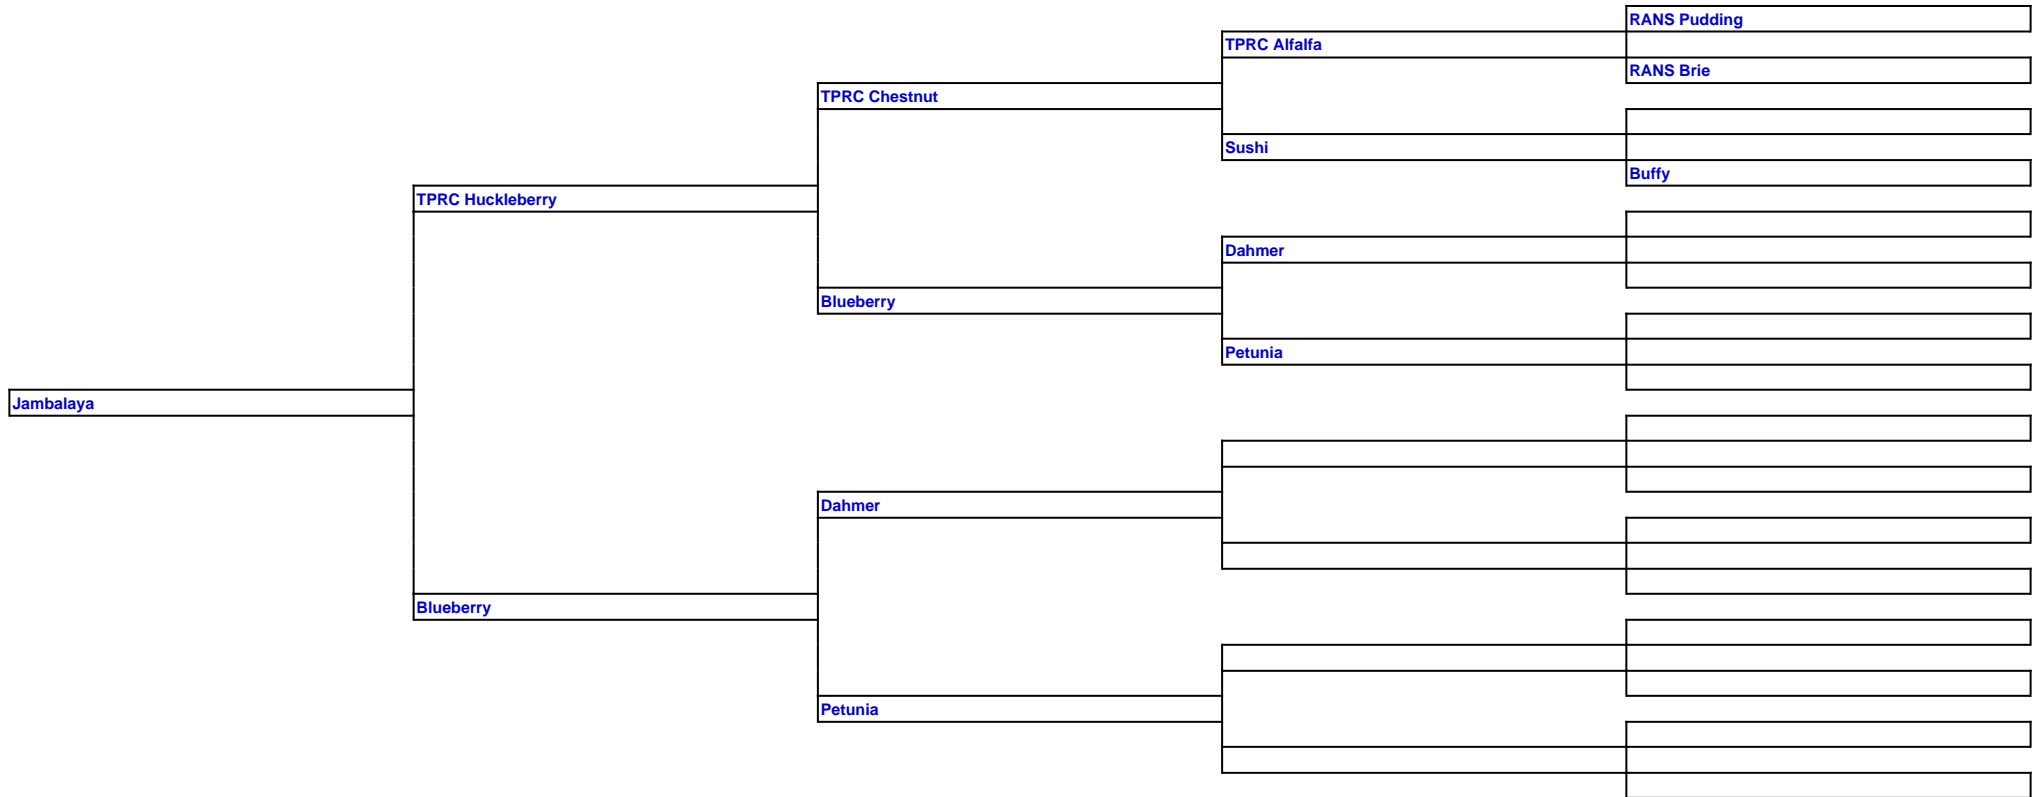 RANS Pudding
TPRC Alfalfa
RANS Brie
TPRC Chestnut
Sushi
Buffy
TPRC Huckleberry
Dahmer
Blueberry
Petunia
Jambalaya
Dahmer
Blueberry
Petunia